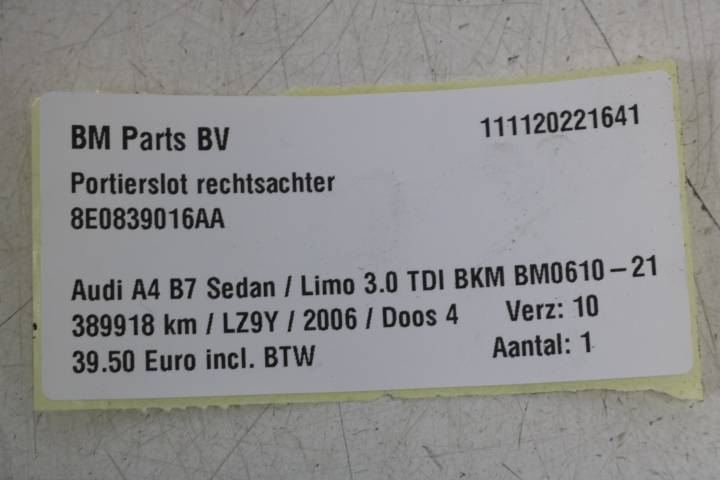 BM Parts BV 111120221641
Portierslot rechtsachter
8E0839016AA
Audi A4 B7 Sedan / Limo 3.0 TDI BKM BM0610-21
389918 km / LZ9Y / 2006 / Doos 4 Verz: 10
39.50 Euro incl. BTW Aantal: 1